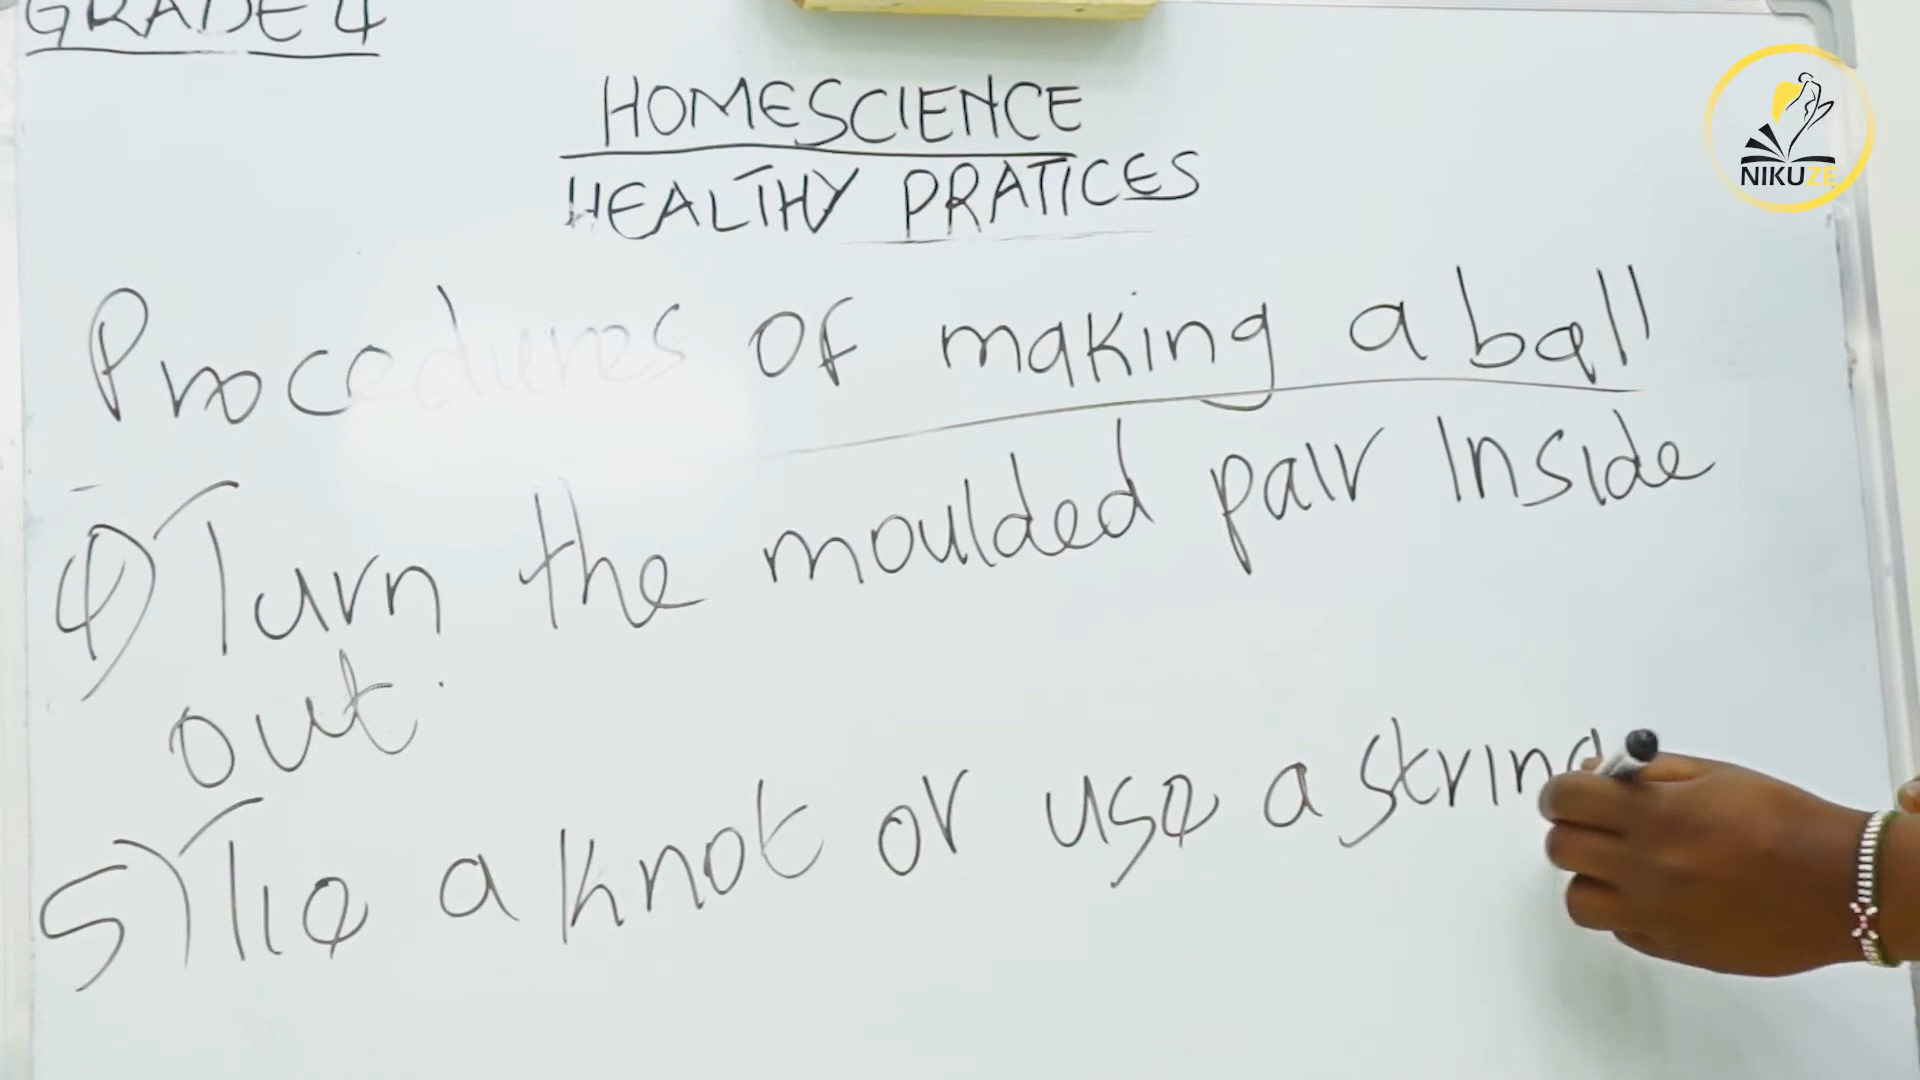 GRADE 4
HOMESCIENCE
HEALTHY PRATICES
Procedures of making a ball
4) Turn the moulded pair inside
out.
5) Tie a knot or use a string
NIKUZE